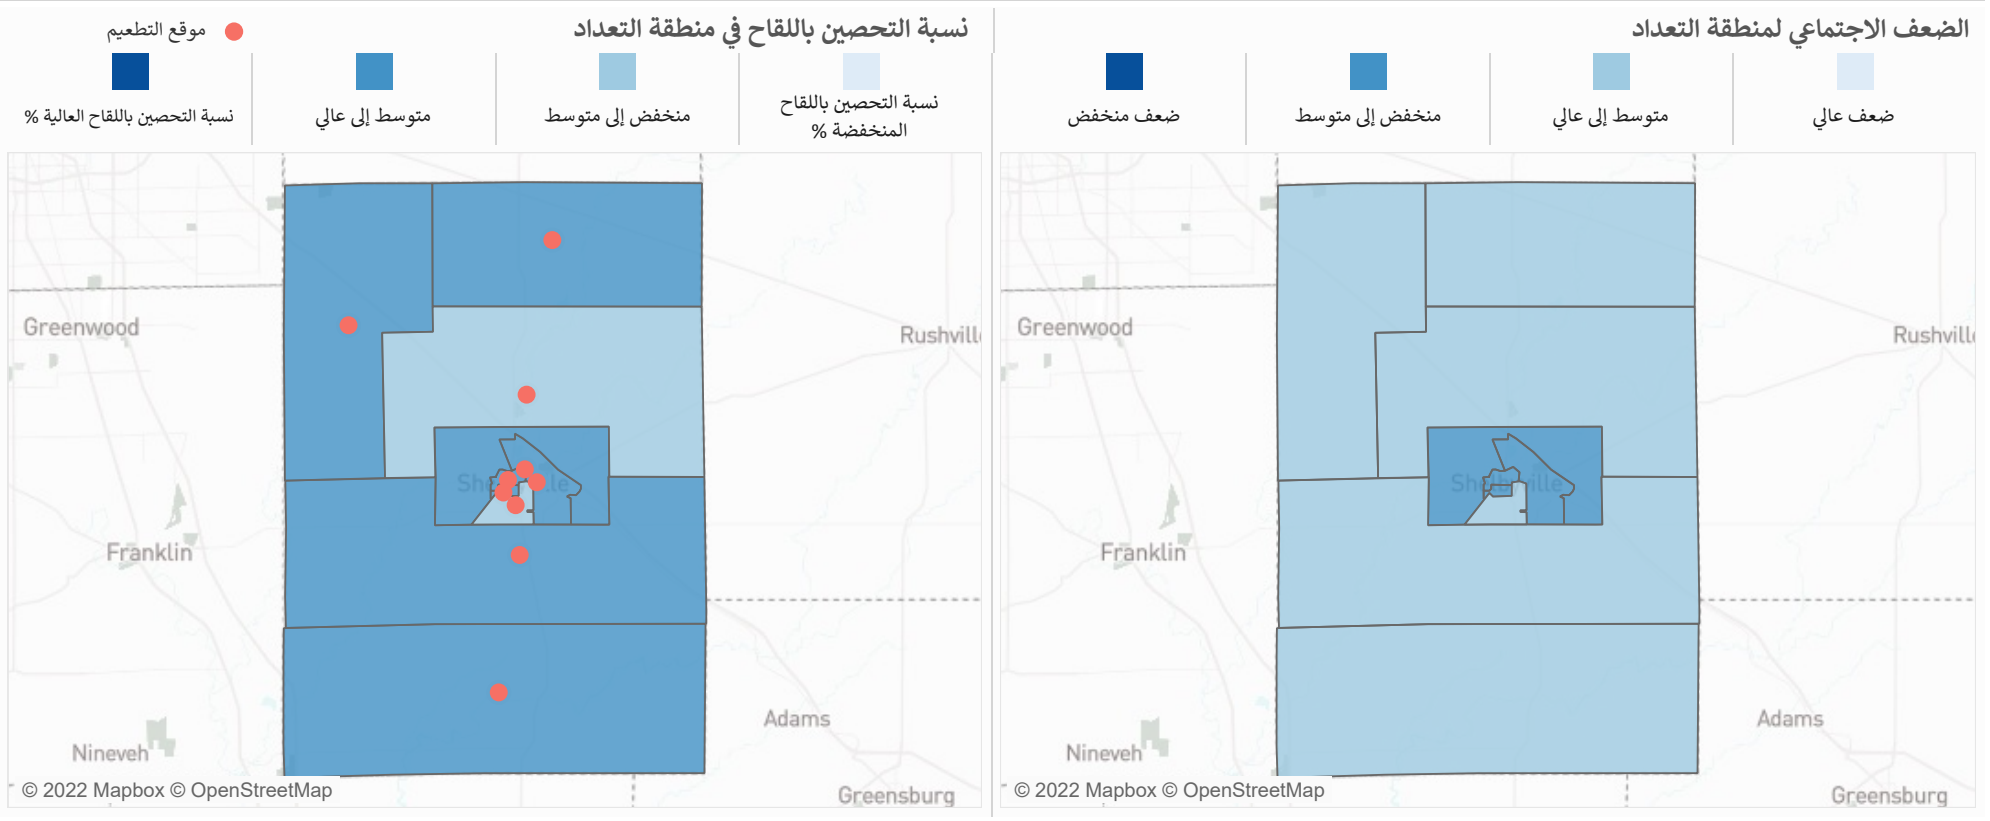 الضعف الاجتماعي لمنطقة التعداد
ضعف عالي
متوسط إلى عالي
منخفض إلى متوسط
ضعف منخفض
Greenwood
Rushville
Shelbyville
Franklin
Adams
Nineveh
Greensburg
© 2022 Mapbox © OpenStreetMap
نسبة التحصين باللقاح في منطقة التعداد
موقع التطعيم
نسبة التحصين باللقاح
المنخفضة %
منخفض إلى متوسط
متوسط إلى عالي
نسبة التحصين باللقاح العالية %
Greenwood
Rushville
Franklin
Adams
Nineveh
Greensburg
© 2022 Mapbox © OpenStreetMap